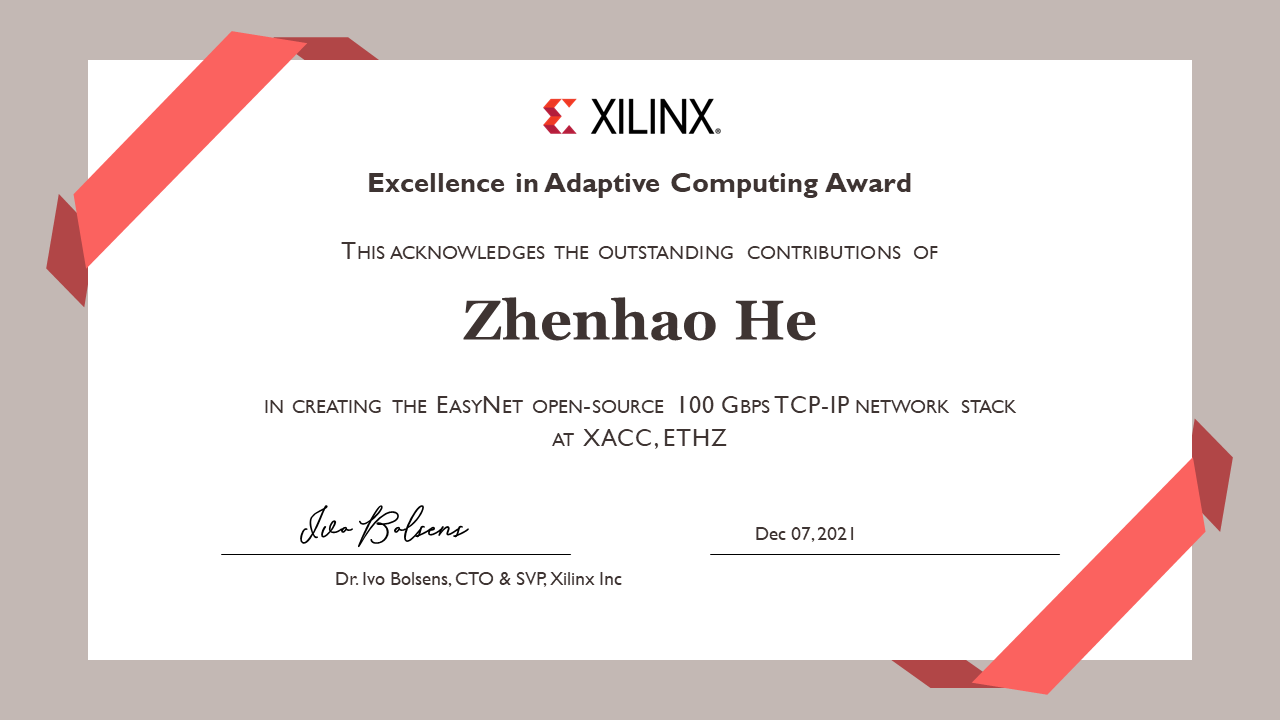 XILINX®
Excellence in Adaptive Computing Award
THIS ACKNOWLEDGES THE OUTSTANDING CONTRIBUTIONS OF
Zhenhao He
IN CREATING THE EASYNET OPEN-SOURCE 100 GBPS TCP-IP NETWORK STACK
AT XACC, ETHZ
Ivo Bolsens
Dec 07, 2021
Dr. Ivo Bolsens, CTO & SVP, Xilinx Inc